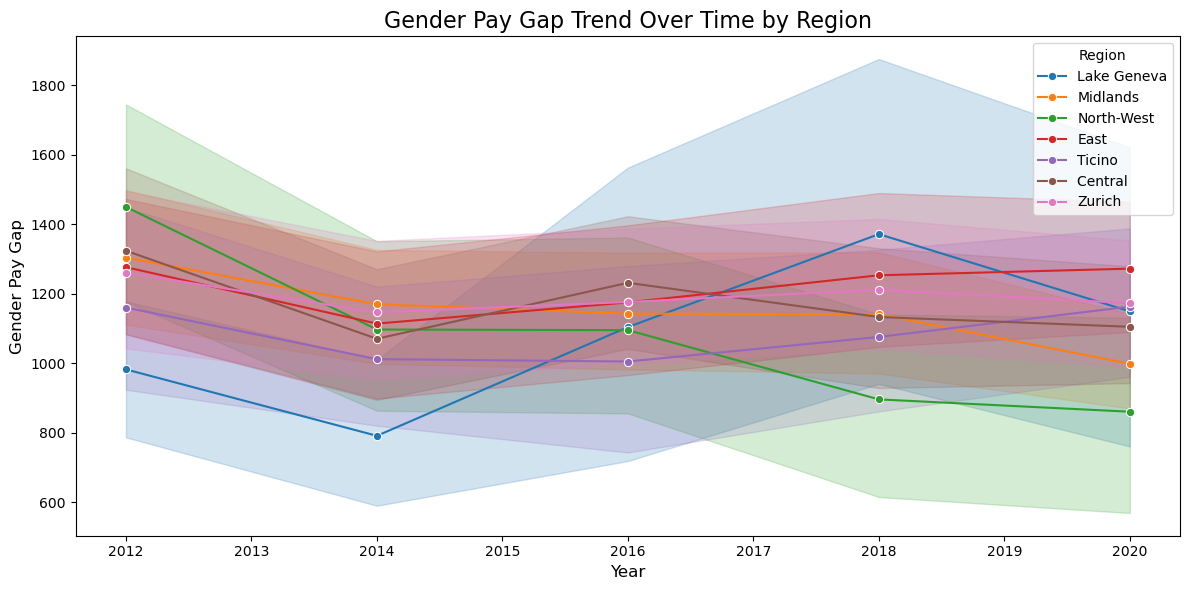 Gender Pay Gap Trend Over Time by Region
Gender Pay Gap
1800
1600
1400
1200
1000
800
600
2012
2013
2014
2015
2016
2017
2018
2019
2020
Year
Region
Lake Geneva
Midlands
North-West
East
Ticino
Central
Zurich